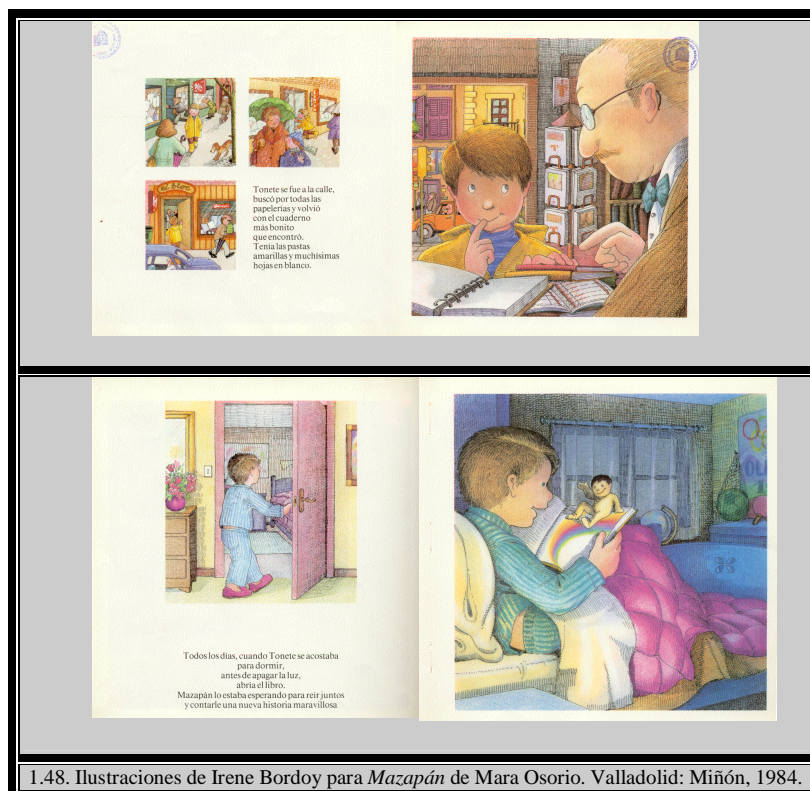 Tonete se fue a la calle,
buscó por todas las
papelerías y volvió
con el cuaderno
más bonito
que encontró.
Tenía las pastas
amarillas y muchísimas
hojas en blanco.
Todos los días, cuando Tonete se acostaba
para dormir,
antes de apagar la luz,
abría el libro.
Mazapán lo estaba esperando para reir juntos
y contarle una nueva historia maravillosa
1.48. Ilustraciones de Irene Bordoy para Mazapán de Mara Osorio. Valladolid: Miñón, 1984.